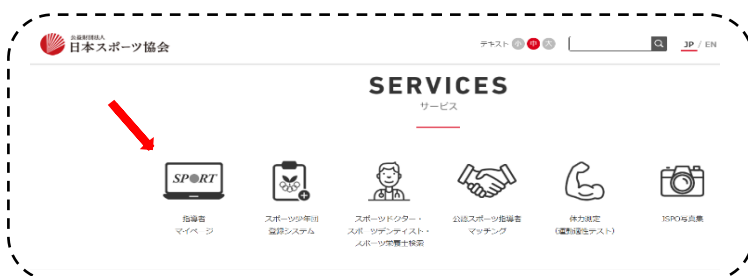 公益財団法人
日本スポーツ協会
テキスト 小 中 大
JP / EN
SERVICES
サービス
SPORT
指導者
マイページ
スポーツ少年団
登録システム
スポーツドクター・
スポーツデンティスト・
スポーツ栄養士検索
公認スポーツ指導者
マッチング
体力測定
(運動適性テスト)
JSPO写真集